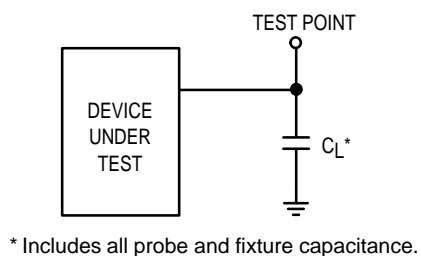 TEST POINT
DEVICE
UNDER
TEST
CL*
* Includes all probe and fixture capacitance.